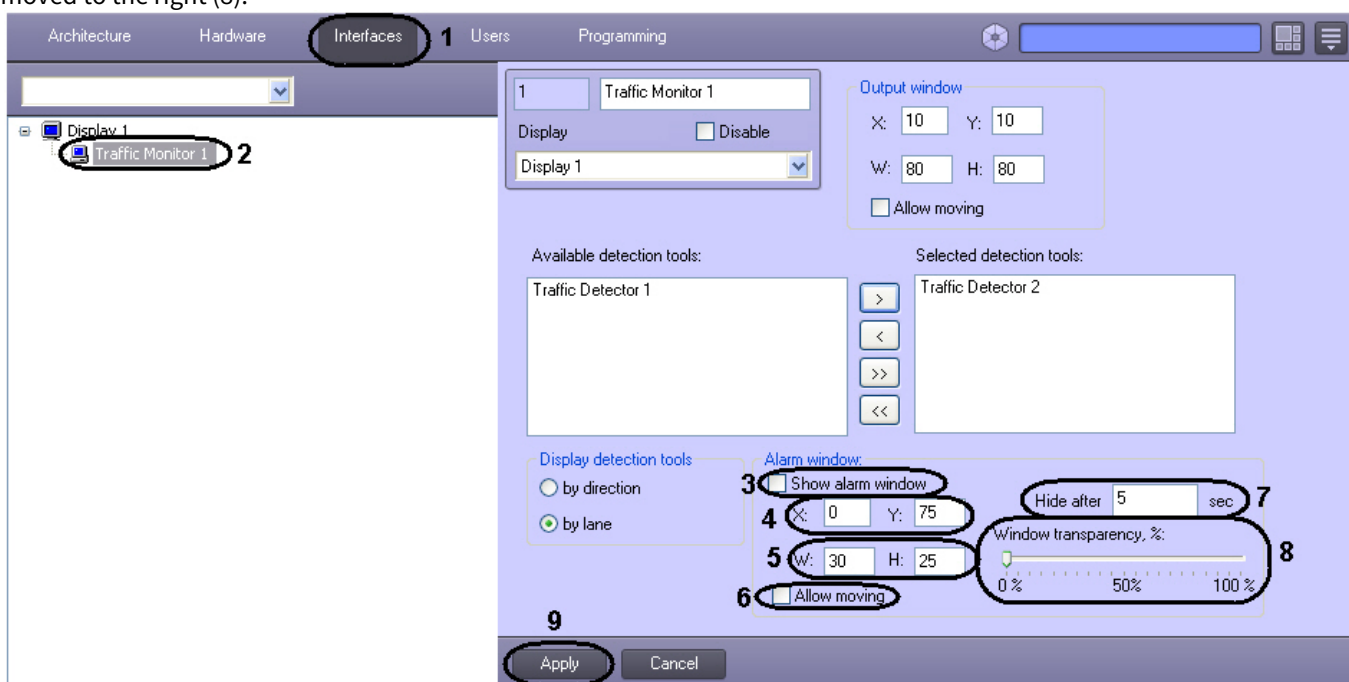 moved to the right (8).
Architecture Hardware Interfaces 1 Users Programming
1 Traffic Monitor 1
Display Disable
Display 1
Output window
X: 10 Y: 10
W: 80 H: 80
Allow moving
Display 1
Traffic Monitor 1 2
Available detection tools:
Traffic Detector 1
>
<
>>
<<
Selected detection tools:
Traffic Detector 2
Display detection tools
by direction
by lane
Alarm window:
3 Show alarm window
4 X: 0 Y: 75
5 W: 30 H: 25
6 Allow moving
Hide after 5 sec 7
Window transparency, %:
8
0 % 50% 100 %
9
Apply Cancel